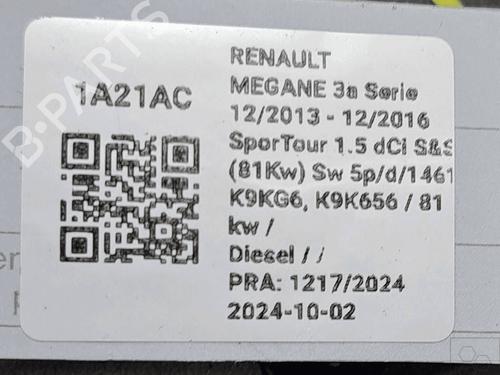 B-PARTS
1A21AC
RENAULT
MEGANE 3a Serie
12/2013 - 12/2016
SporTour 1.5 dCi S&S
(81Kw) Sw 5p/d/1461
K9KG6, K9K656 / 81
kw /
Diesel / /
PRA: 1217/2024
2024-10-02